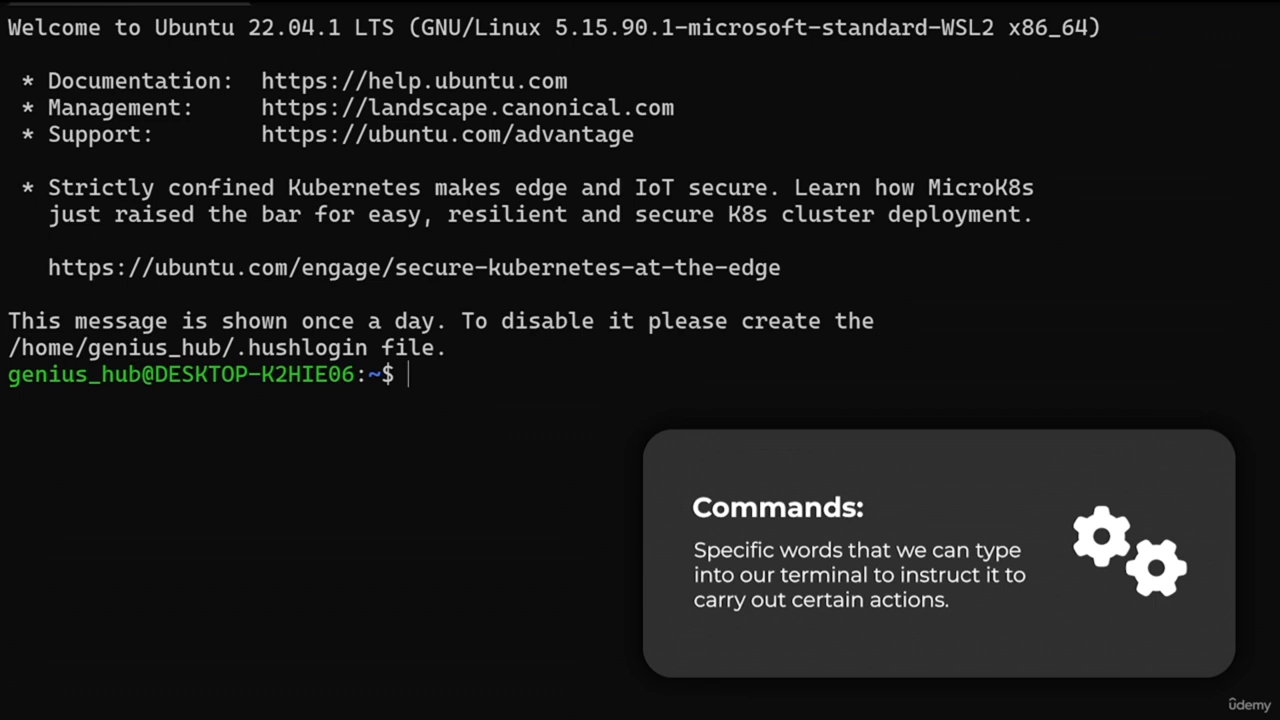 Welcome to Ubuntu 22.04.1 LTS (GNU/Linux 5.15.90.1-microsoft-standard-WSL2 x86_64)
* Documentation: https://help.ubuntu.com
* Management: https://landscape.canonical.com
* Support: https://ubuntu.com/advantage
* Strictly confined Kubernetes makes edge and IoT secure. Learn how MicroK8s
just raised the bar for easy, resilient and secure K8s cluster deployment.
https://ubuntu.com/engage/secure-kubernetes-at-the-edge
This message is shown once a day. To disable it please create the
/home/genius_hub/.hushlogin file.
genius_hub@DESKTOP-K2HIE06:~$
Commands:
Specific words that we can type
into our terminal to instruct it to
carry out certain actions.
ûdemy